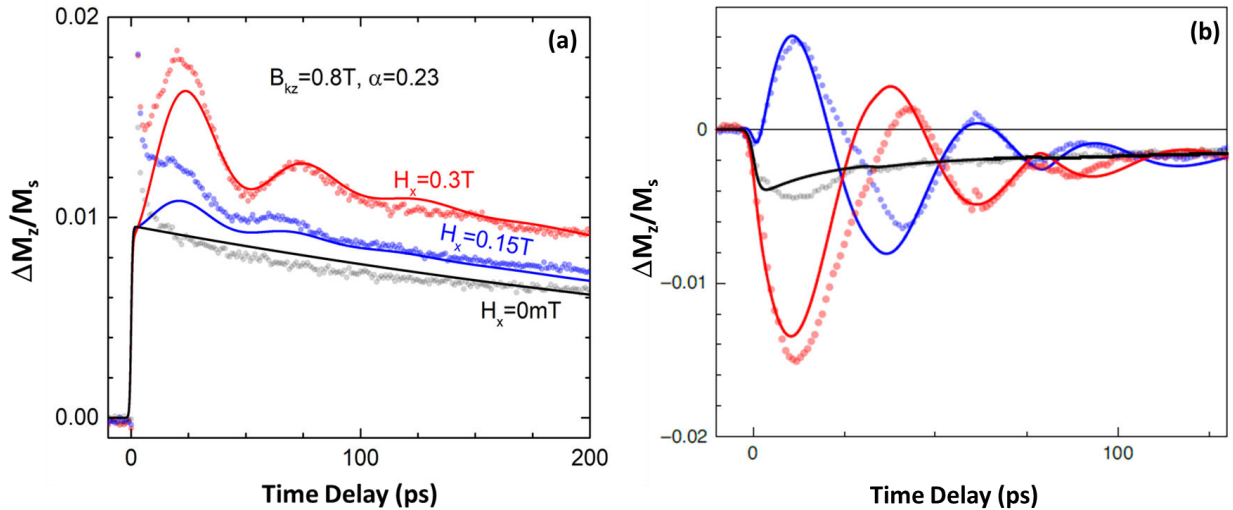 (a)
0.02
0.01
0.00
ΔM_z/M_s
B_kz=0.8T, α=0.23
H_x=0.3T
H_x=0.15T
H_x=0mT
0 100 200
Time Delay (ps)
(b)
0
−0.01
−0.02
ΔM_z/M_s
0 100
Time Delay (ps)